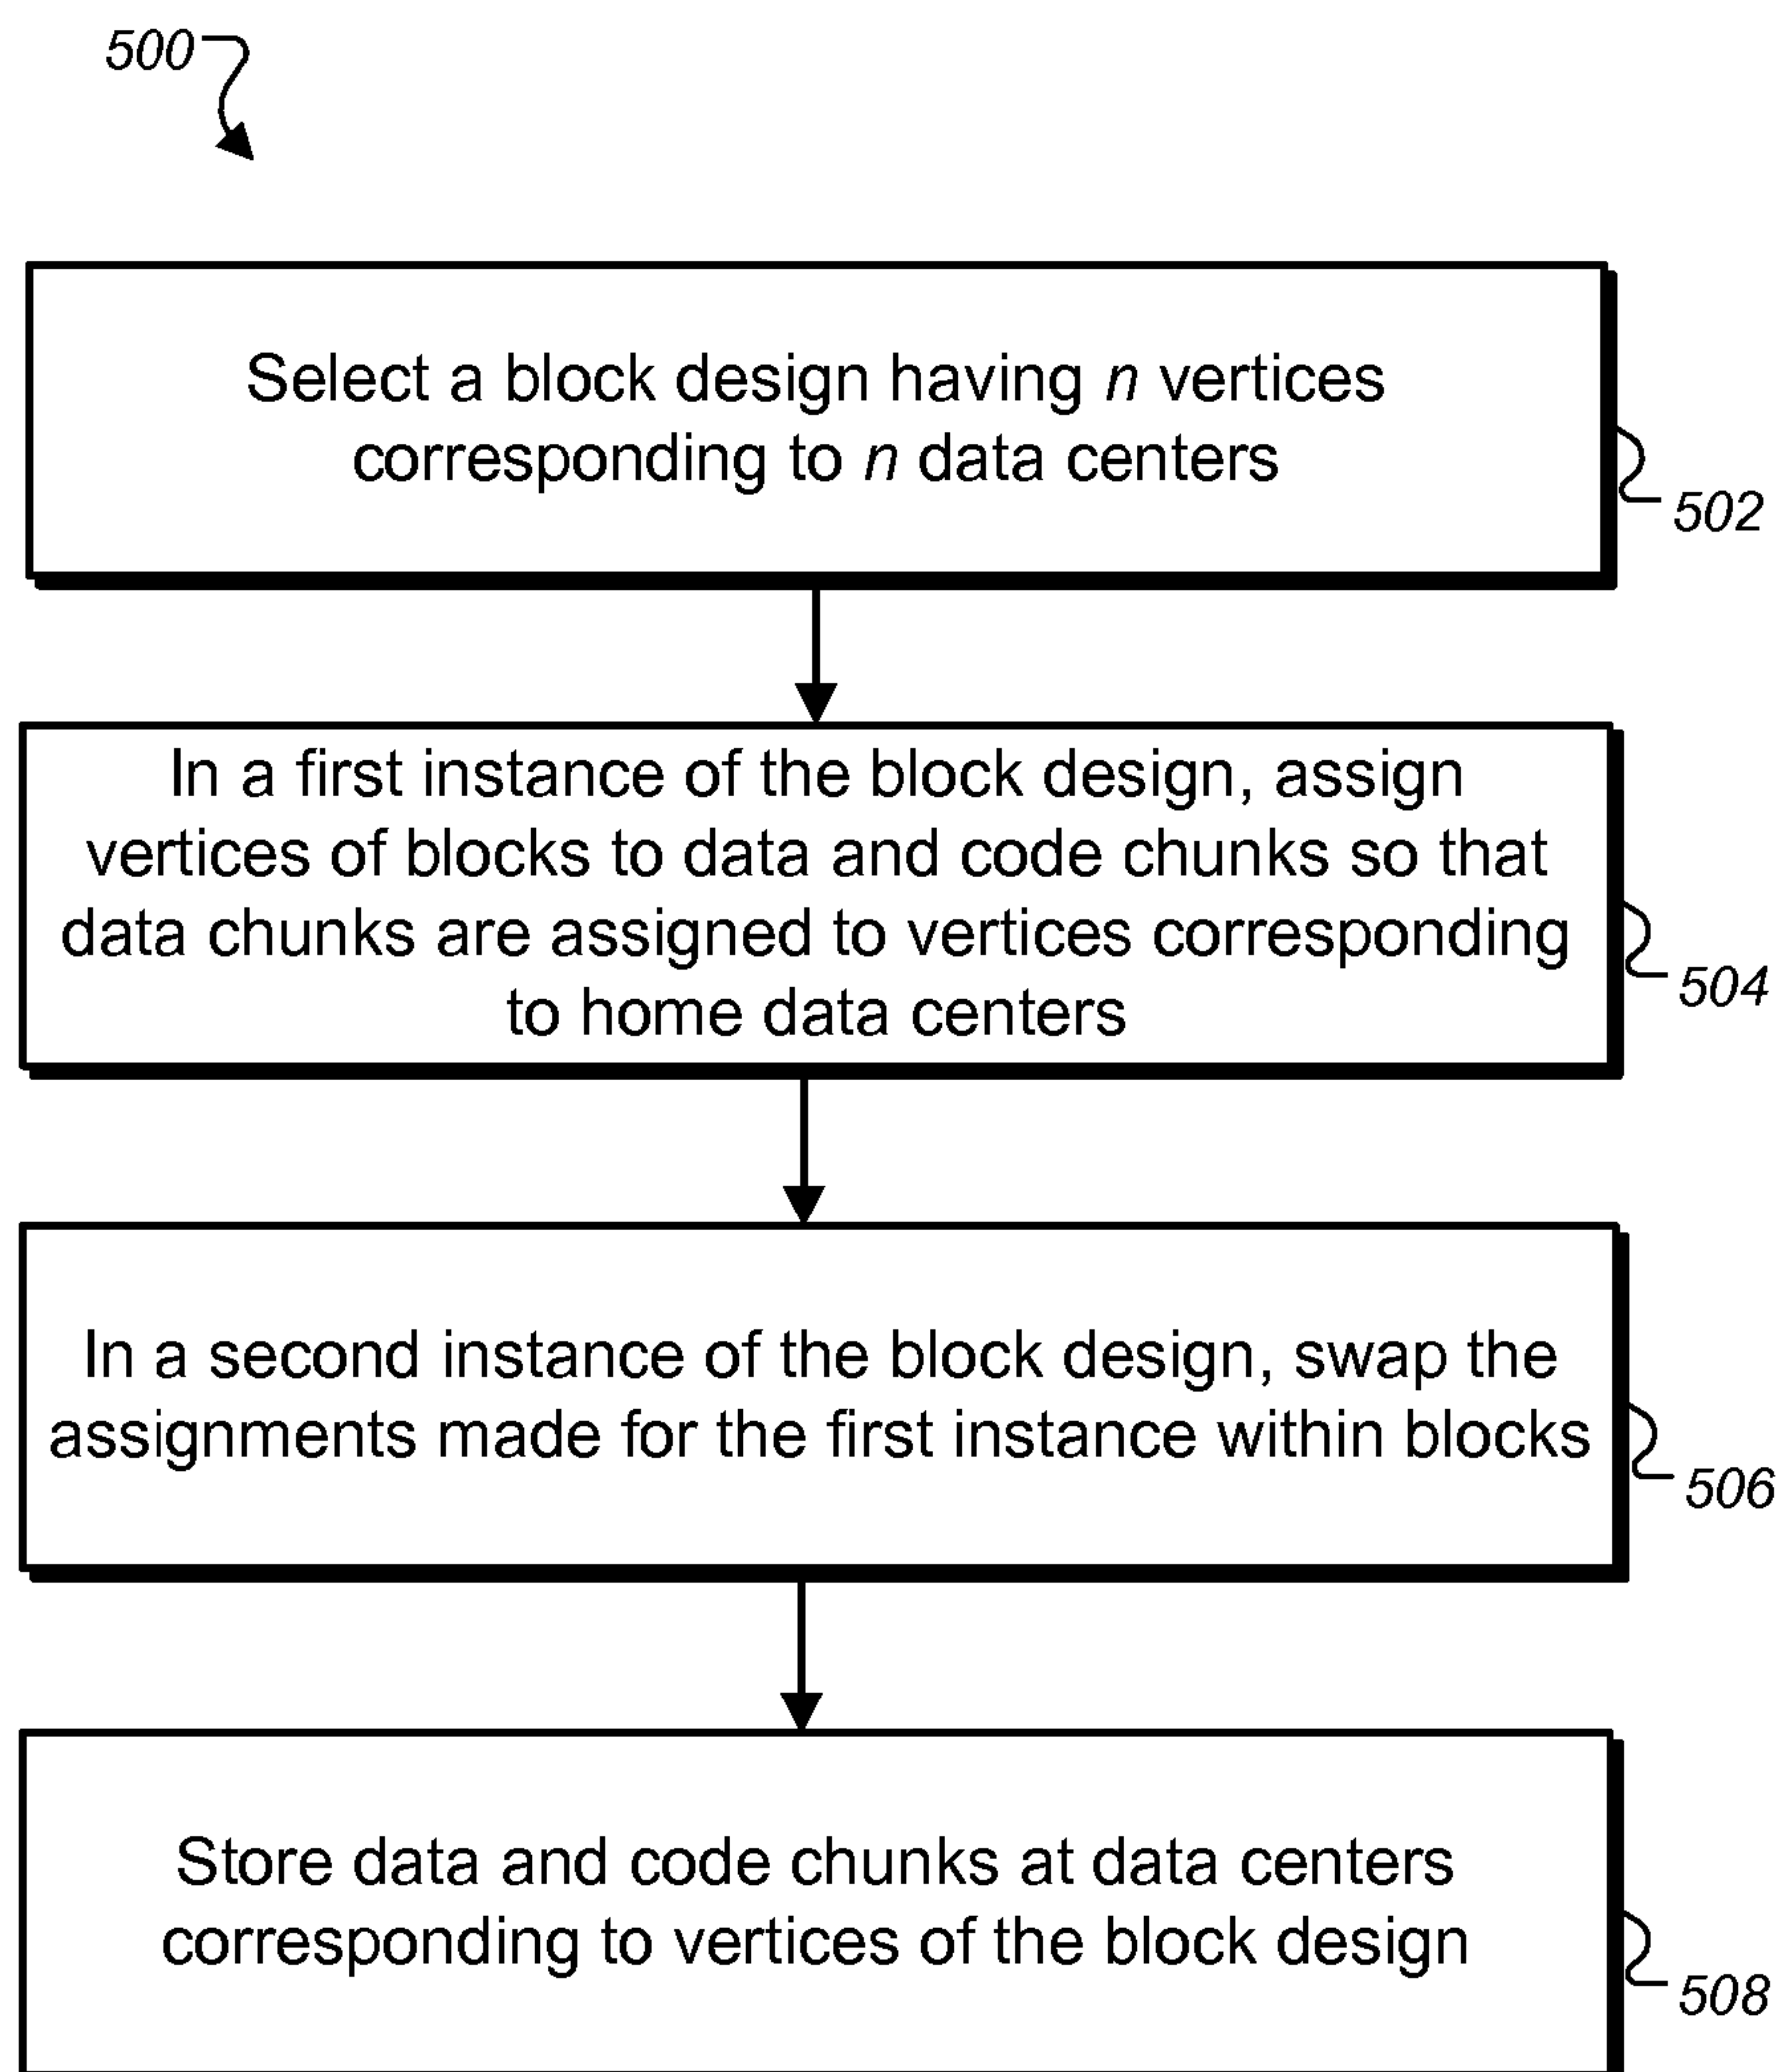 500
Select a block design having n vertices
corresponding to n data centers
502
In a first instance of the block design, assign
vertices of blocks to data and code chunks so that
data chunks are assigned to vertices corresponding
to home data centers
504
In a second instance of the block design, swap the
assignments made for the first instance within blocks
506
Store data and code chunks at data centers
corresponding to vertices of the block design
508